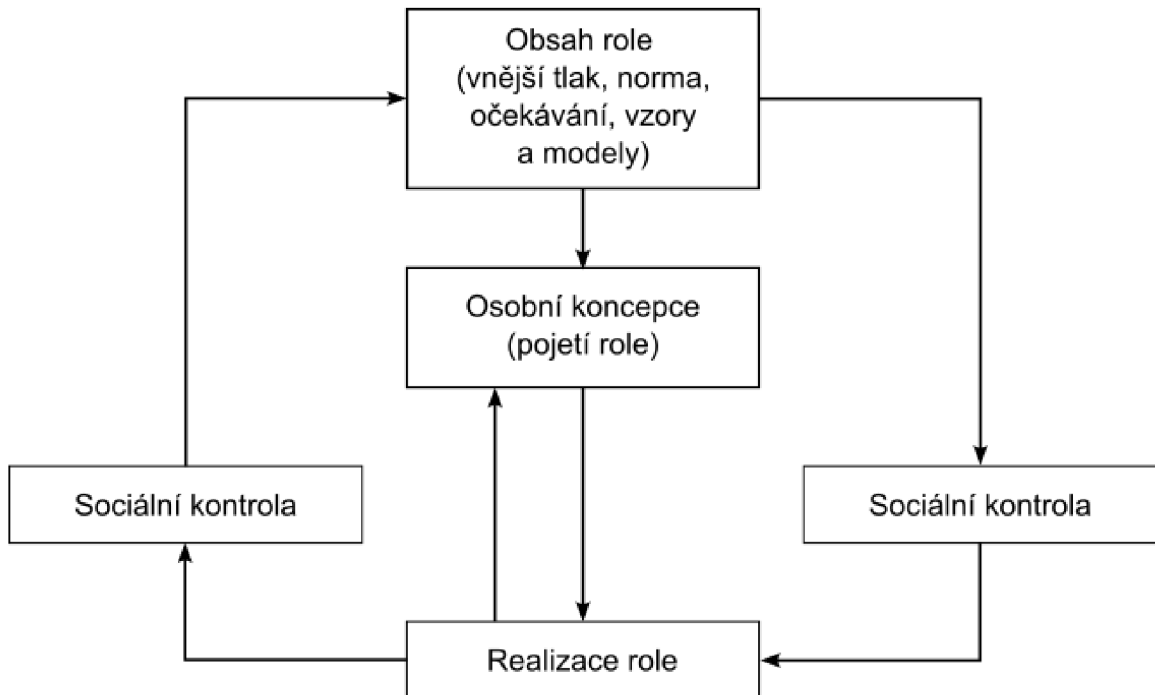 Obsah role
(vnější tlak, norma,
očekávání, vzory
a modely)
Osobní koncepce
(pojetí role)
Sociální kontrola
Sociální kontrola
Realizace role